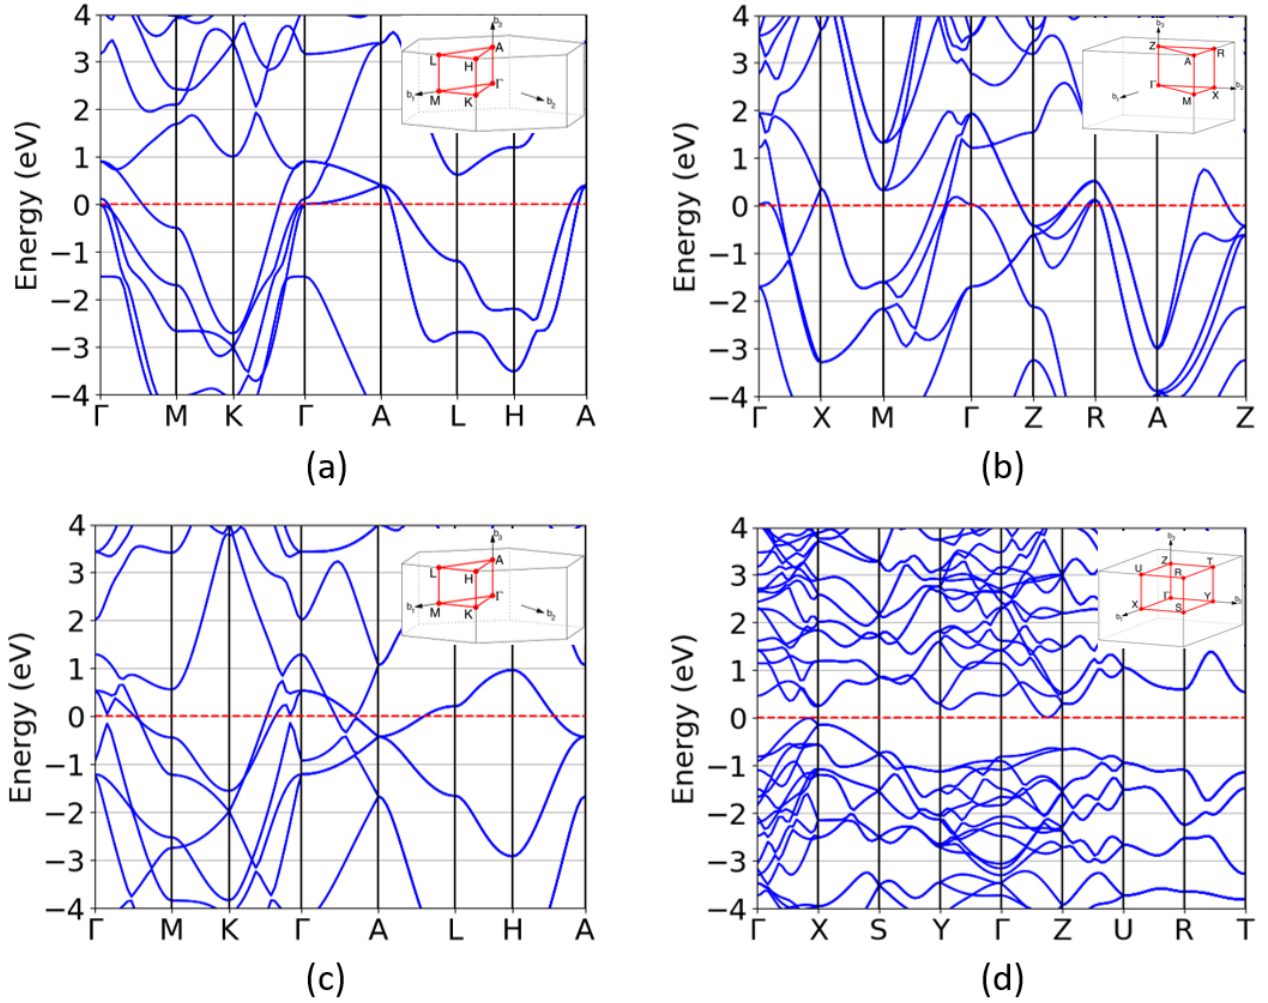 4
3
2
1
0
−1
−2
−3
−4
Energy (eV)
Γ M K Γ A L H A
b₃
A
L
H
Γ
b₁
M
K
b₂
(a)
4
3
2
1
0
−1
−2
−3
−4
Energy (eV)
Γ X M Γ Z R A Z
b₃
Z
R
A
Γ
b₁
M
X
b₂
(b)
4
3
2
1
0
−1
−2
−3
−4
Energy (eV)
Γ M K Γ A L H A
b₃
A
L
H
Γ
b₁
M
K
b₂
(c)
4
3
2
1
0
−1
−2
−3
−4
Energy (eV)
Γ X S Y Γ Z U R T
b₃
Z
T
U
R
Γ
Y
X
S
b₁
b₂
(d)